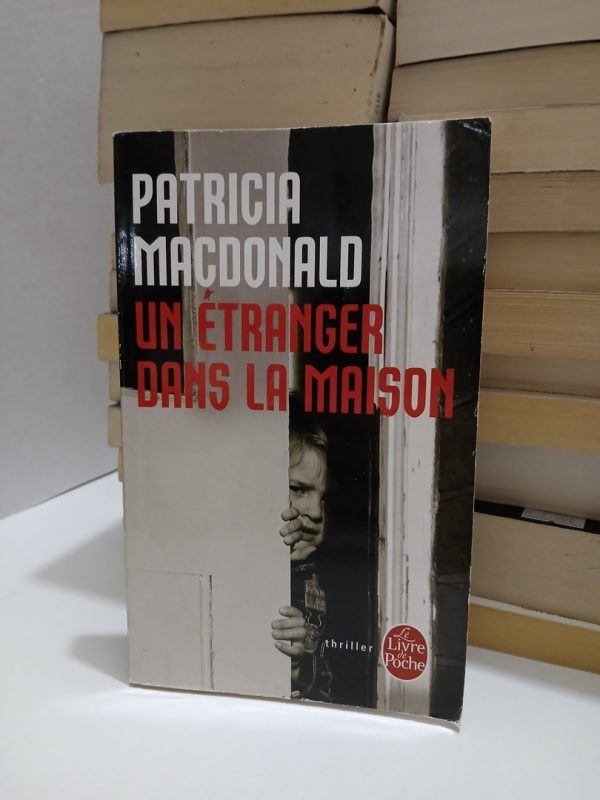 PATRICIA
MACDONALD
UN ÉTRANGER
DANS LA MAISON
thriller
Le
Livre
de
Poche